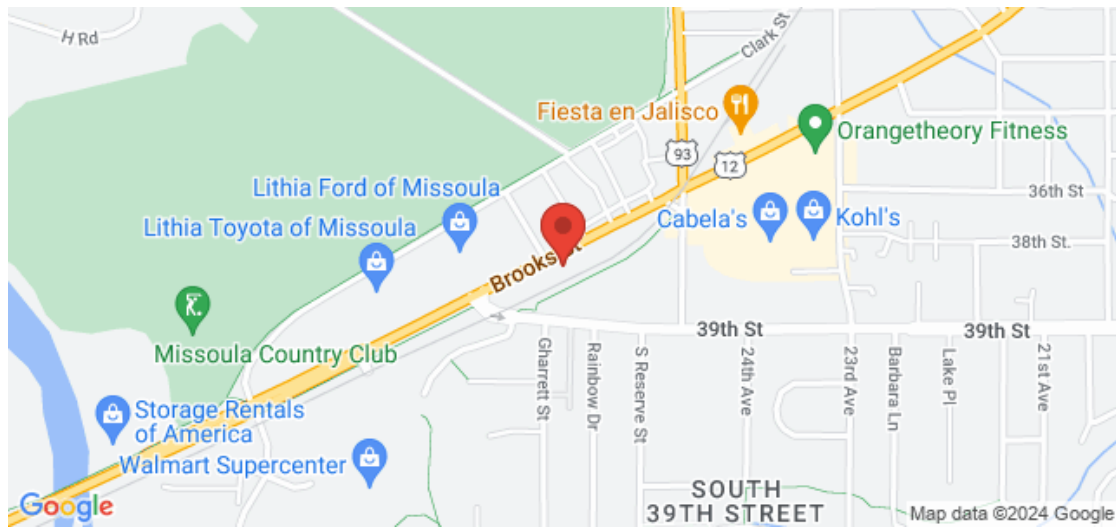 H Rd
Clark St
Fiesta en Jalisco
Orangetheory Fitness
93
12
Lithia Ford of Missoula
36th St
Lithia Toyota of Missoula
Cabela's
Kohl's
38th St.
Brooks St
39th St
39th St
Missoula Country Club
Gharrett St
Rainbow Dr
S Reserve St
24th Ave
23rd Ave
Barbara Ln
Lake Pl
21st Ave
Storage Rentals
of America
Walmart Supercenter
SOUTH
39TH STREET
Google
Map data ©2024 Google